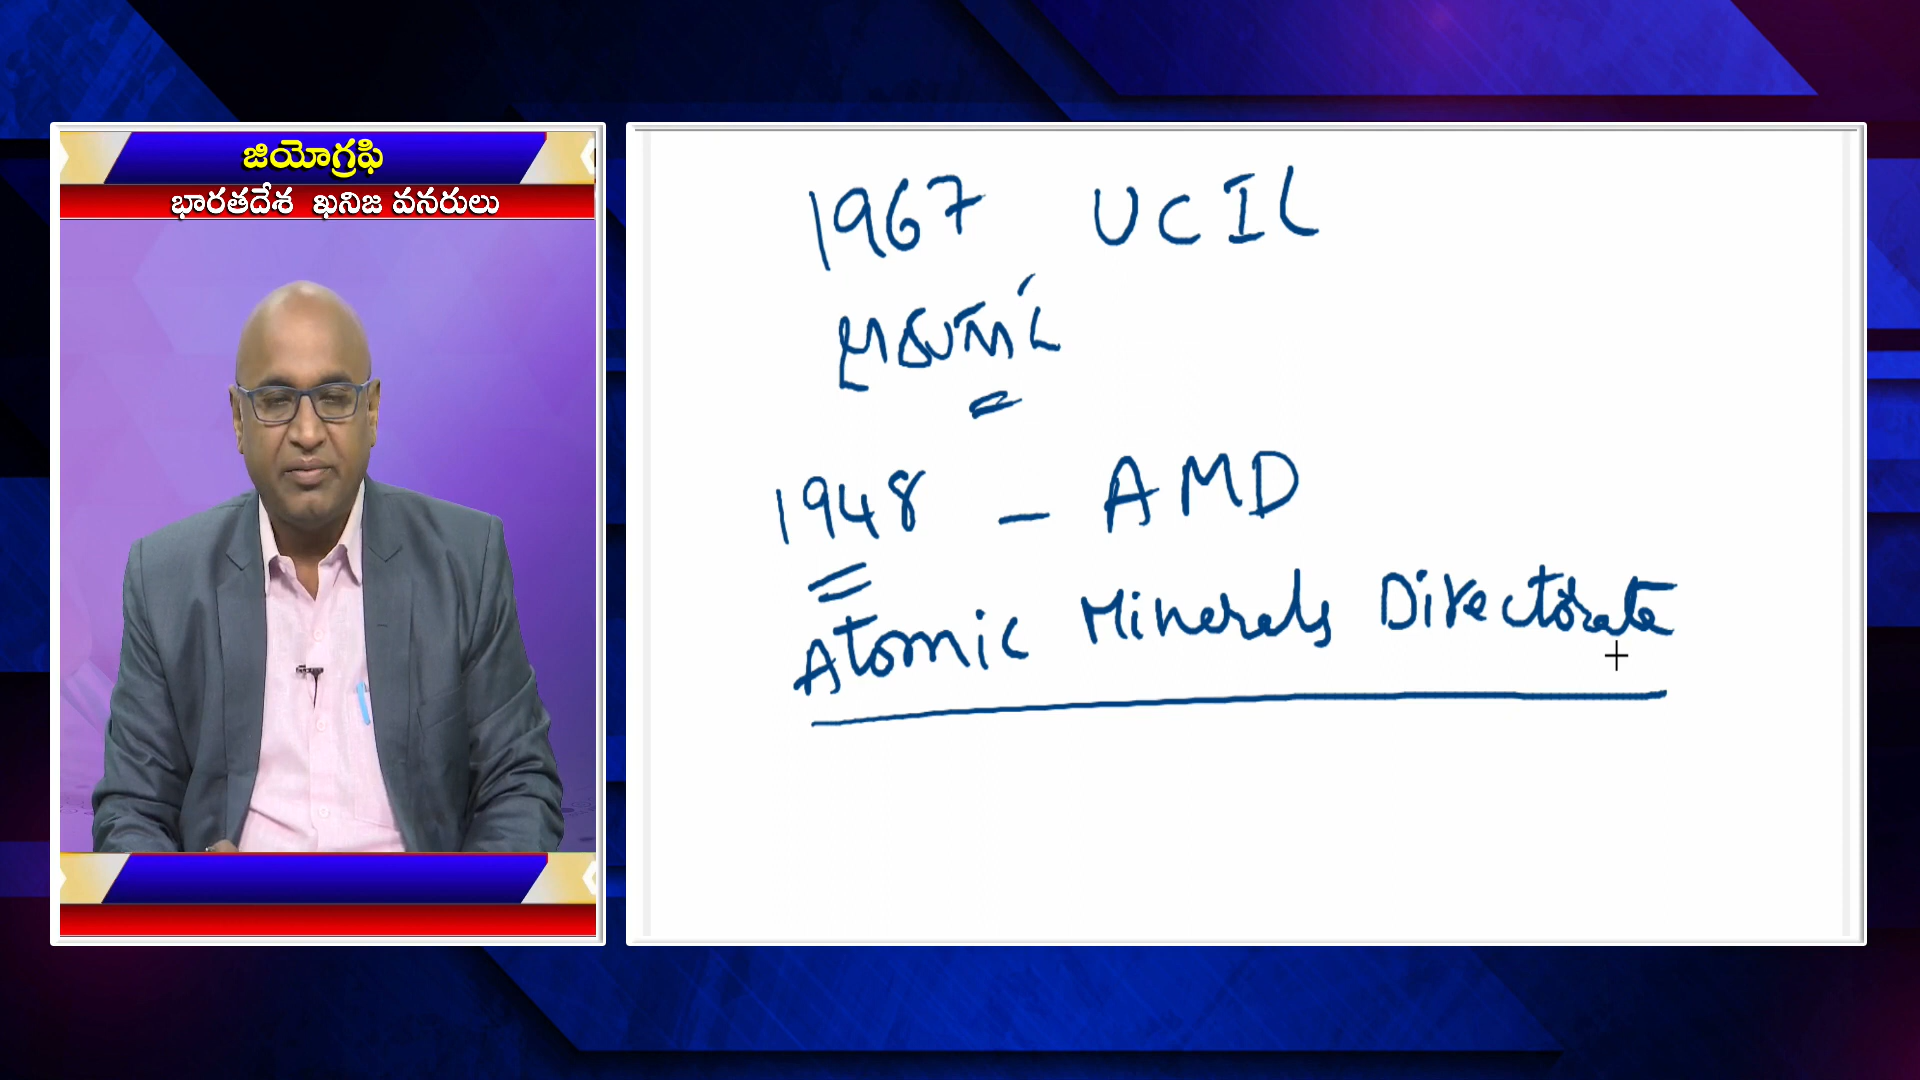 జియోగ్రఫి
భారతదేశ ఖనిజ వనరులు
1967 UCIL
1948 - AMD
Atomic Minerals Directorate